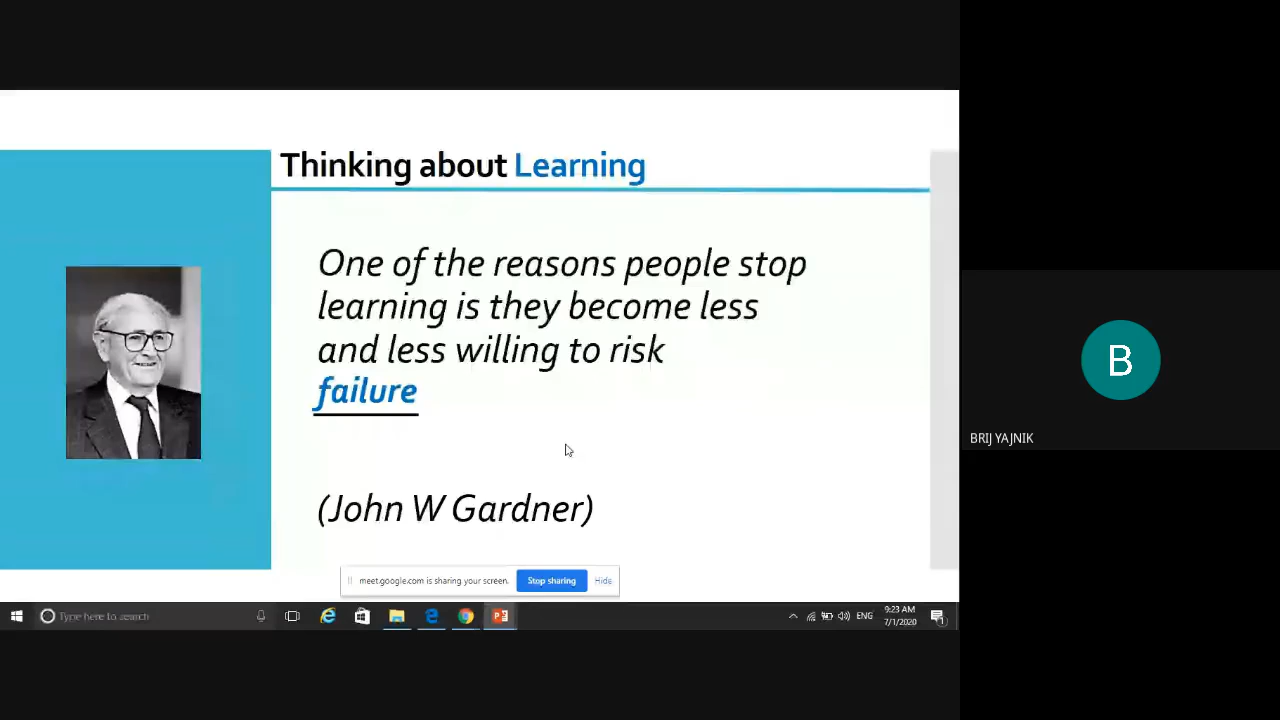 Thinking about Learning
One of the reasons people stop
learning is they become less
and less willing to risk
failure
(John W Gardner)
B
BRIJ YAJNIK
meet.google.com is sharing your screen.
Stop sharing
Hide
Type here to search
ENG
9:23 AM
7/1/2020
1